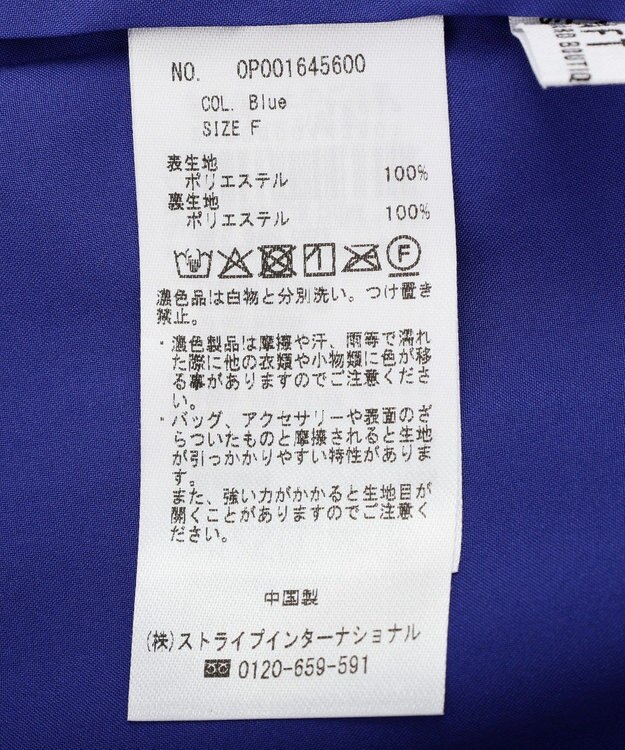 NO. 0P001645600
COL. Blue
SIZE F
表生地
ポリエステル 100%
裏生地
ポリエステル 100%
F
濃色品は白物と分別洗い。つけ置き
禁止。
・濃色製品は摩擦や汗、雨等で濡れ
た際に他の衣類や小物類に色が移
る事がありますのでご注意くださ
い。
・バッグ、アクセサリーや表面のざ
らついたものと摩擦されると生地
が引っかかりやすい特性がありま
す。
また、強い力がかかると生地目が
開くことがありますのでご注意く
ださい。
中国製
(株)ストライプインターナショナル
0120-659-591